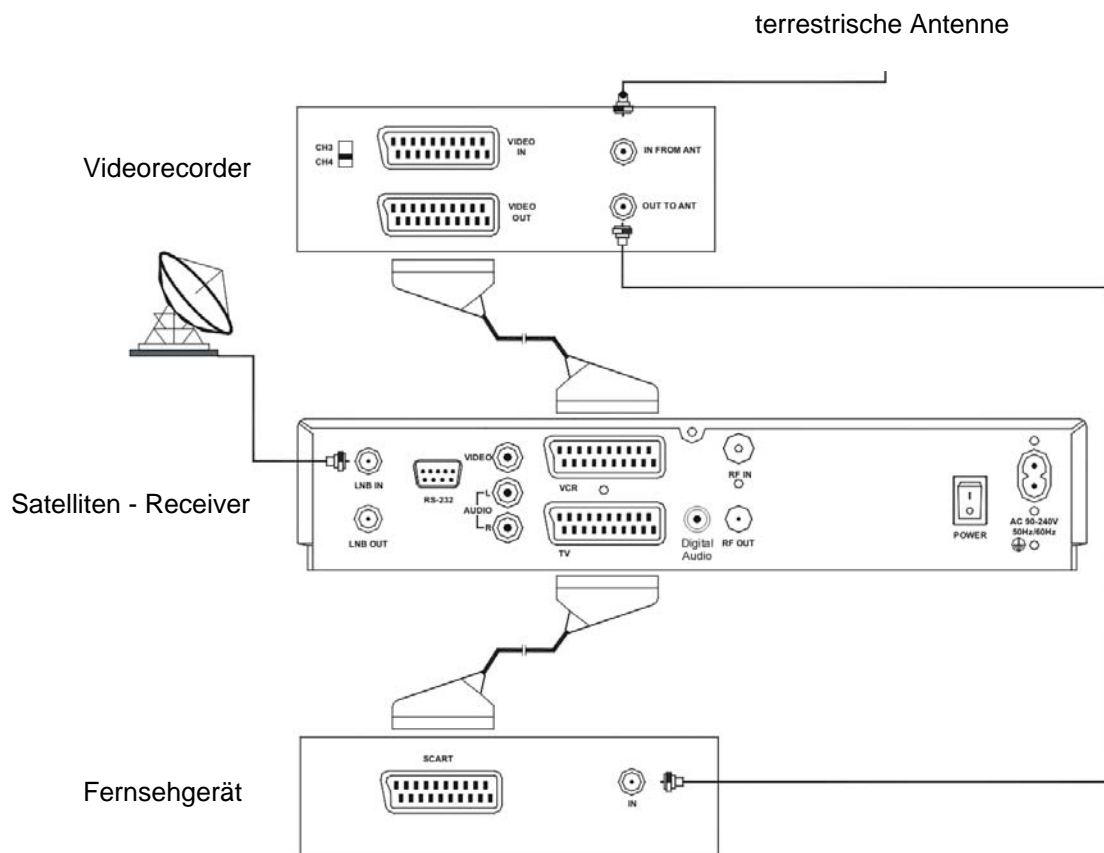 terrestrische Antenne
CH3
CH4
VIDEO
IN
IN FROM ANT
Videorecorder
VIDEO
OUT
OUT TO ANT
LNB IN
RS-232
VIDEO
L
AUDIO
R
VCR
RF IN
Satelliten - Receiver
LNB OUT
TV
Digital
Audio
RF OUT
I
POWER
AC 90-240V
50Hz/60Hz
SCART
Fernsehgerät
IN